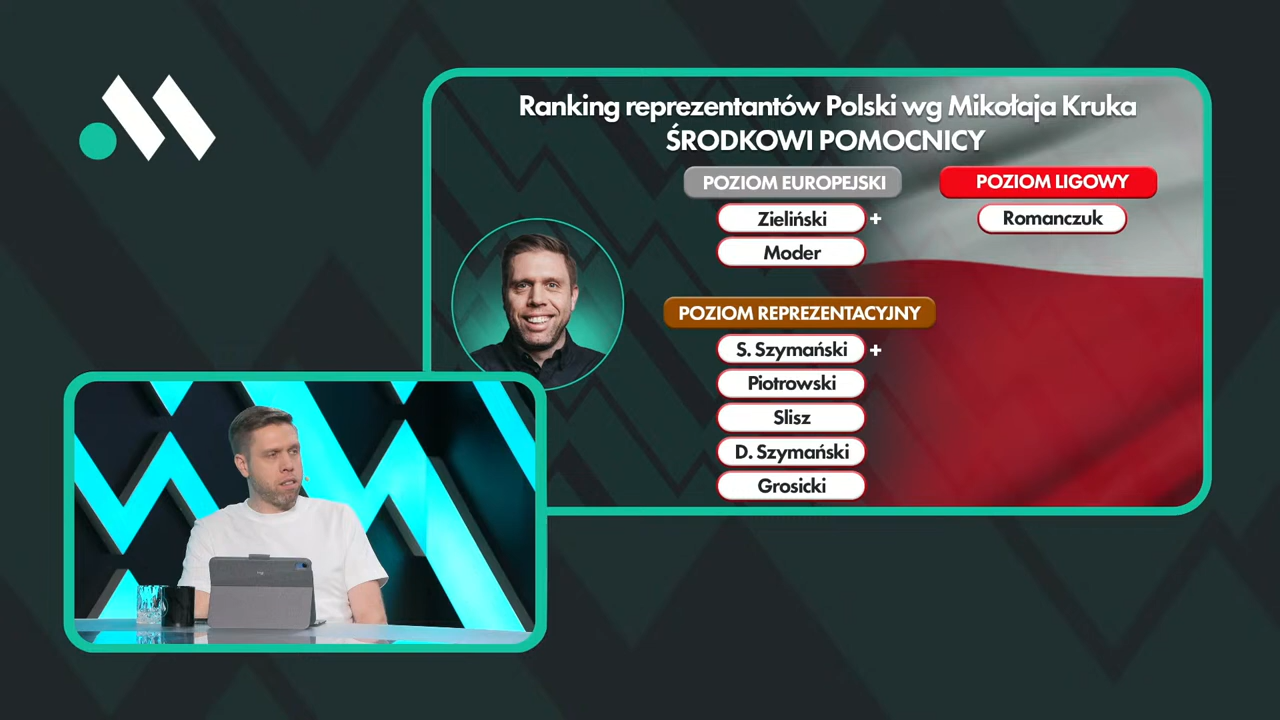 Ranking reprezentantów Polski wg Mikołaja Kruka
ŚRODKOWI POMOCNICY
POZIOM EUROPEJSKI
Zieliński +
Moder
POZIOM LIGOWY
Romanczuk
POZIOM REPREZENTACYJNY
S. Szymański +
Piotrowski
Slisz
D. Szymański
Grosicki